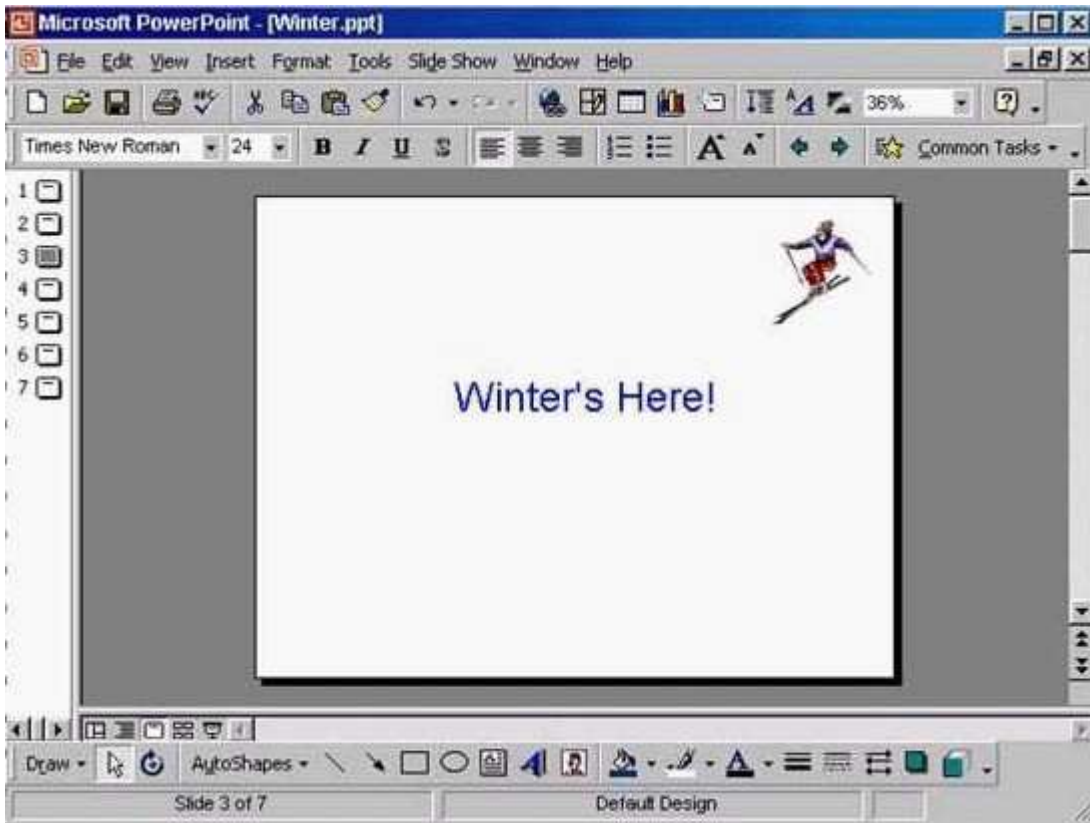 Microsoft PowerPoint - [Winter.ppt]
File Edit View Insert Format Tools Slide Show Window Help
ABC 36% ?
Times New Roman 24 B I U S A A Common Tasks
1
2
3
4
5
6
7
Winter's Here!
Draw AutoShapes A A
Slide 3 of 7 Default Design